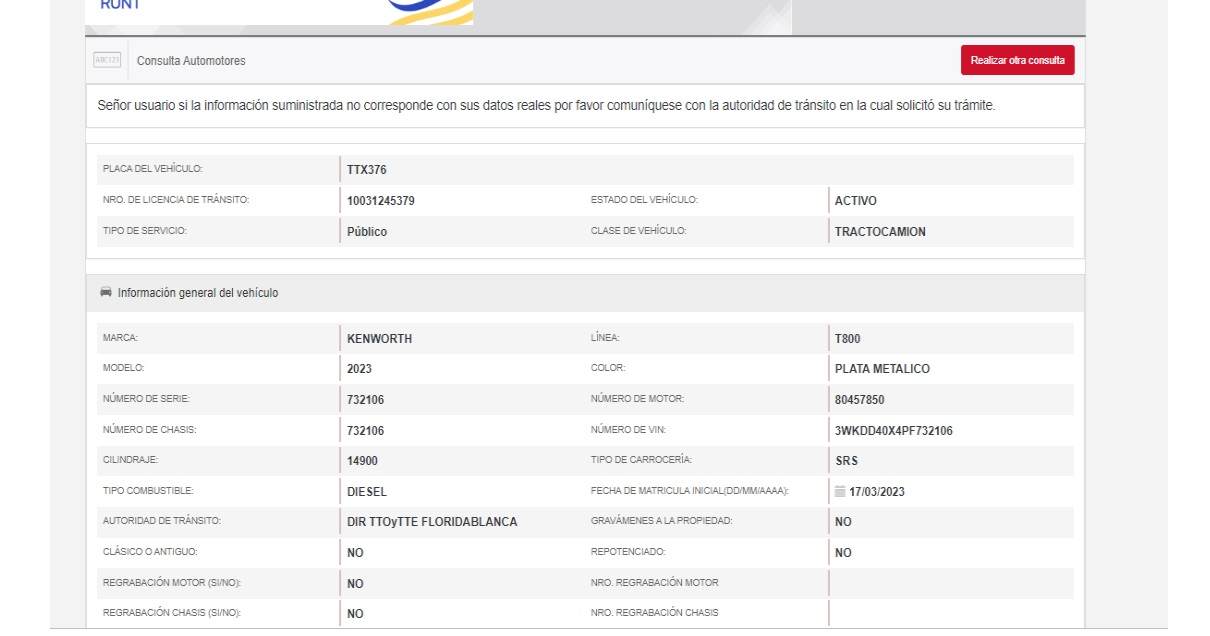 RUNT
ABC123 Consulta Automotores Realizar otra consulta
Señor usuario si la información suministrada no corresponde con sus datos reales por favor comuníquese con la autoridad de tránsito en la cual solicitó su trámite.
PLACA DEL VEHÍCULO: TTX376
NRO. DE LICENCIA DE TRÁNSITO: 10031245379 ESTADO DEL VEHÍCULO: ACTIVO
TIPO DE SERVICIO: Público CLASE DE VEHÍCULO: TRACTOCAMION
Información general del vehículo
MARCA: KENWORTH LÍNEA: T800
MODELO: 2023 COLOR: PLATA METALICO
NÚMERO DE SERIE: 732106 NÚMERO DE MOTOR: 80457850
NÚMERO DE CHASIS: 732106 NÚMERO DE VIN: 3WKDD40X4PF732106
CILINDRAJE: 14900 TIPO DE CARROCERÍA: SRS
TIPO COMBUSTIBLE: DIESEL FECHA DE MATRICULA INICIAL(DD/MM/AAAA): 17/03/2023
AUTORIDAD DE TRÁNSITO: DIR TTOyTTE FLORIDABLANCA GRAVÁMENES A LA PROPIEDAD: NO
CLÁSICO O ANTIGUO: NO REPOTENCIADO: NO
REGRABACIÓN MOTOR (SI/NO): NO NRO. REGRABACIÓN MOTOR
REGRABACIÓN CHASIS (SI/NO): NO NRO. REGRABACIÓN CHASIS